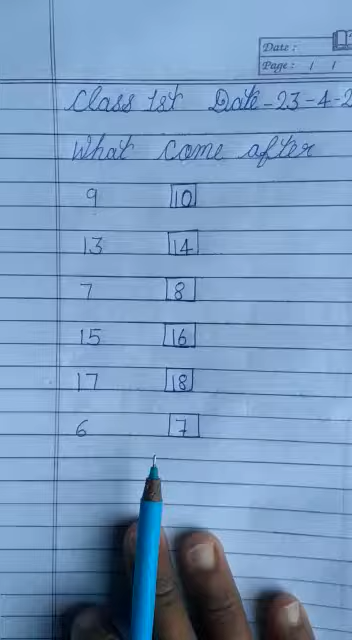 Date:
Page: / /
Class 1st Date-23-4-2
What come after
9 10
13 14
7 8
15 16
17 18
6 7